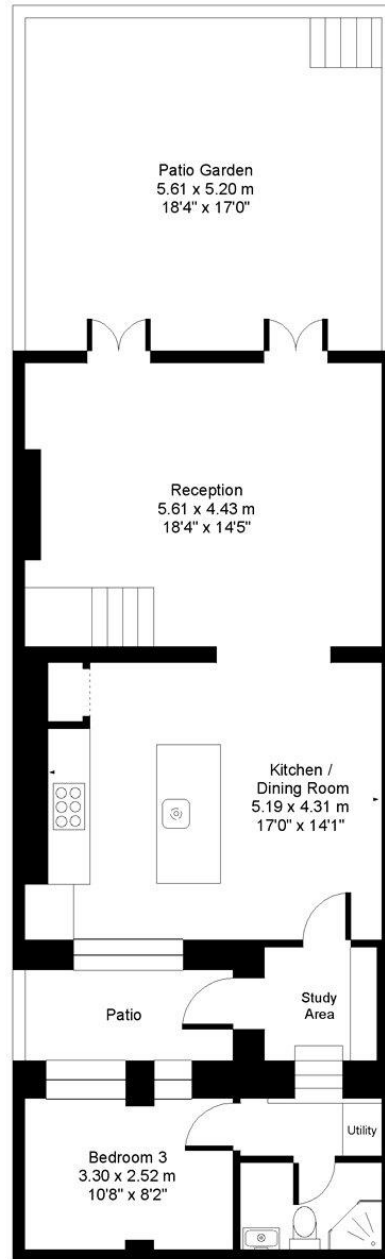 Patio Garden
5.61 x 5.20 m
18'4" x 17'0"
Reception
5.61 x 4.43 m
18'4" x 14'5"
Kitchen /
Dining Room
5.19 x 4.31 m
17'0" x 14'1"
Patio
Study
Area
Utility
Bedroom 3
3.30 x 2.52 m
10'8" x 8'2"